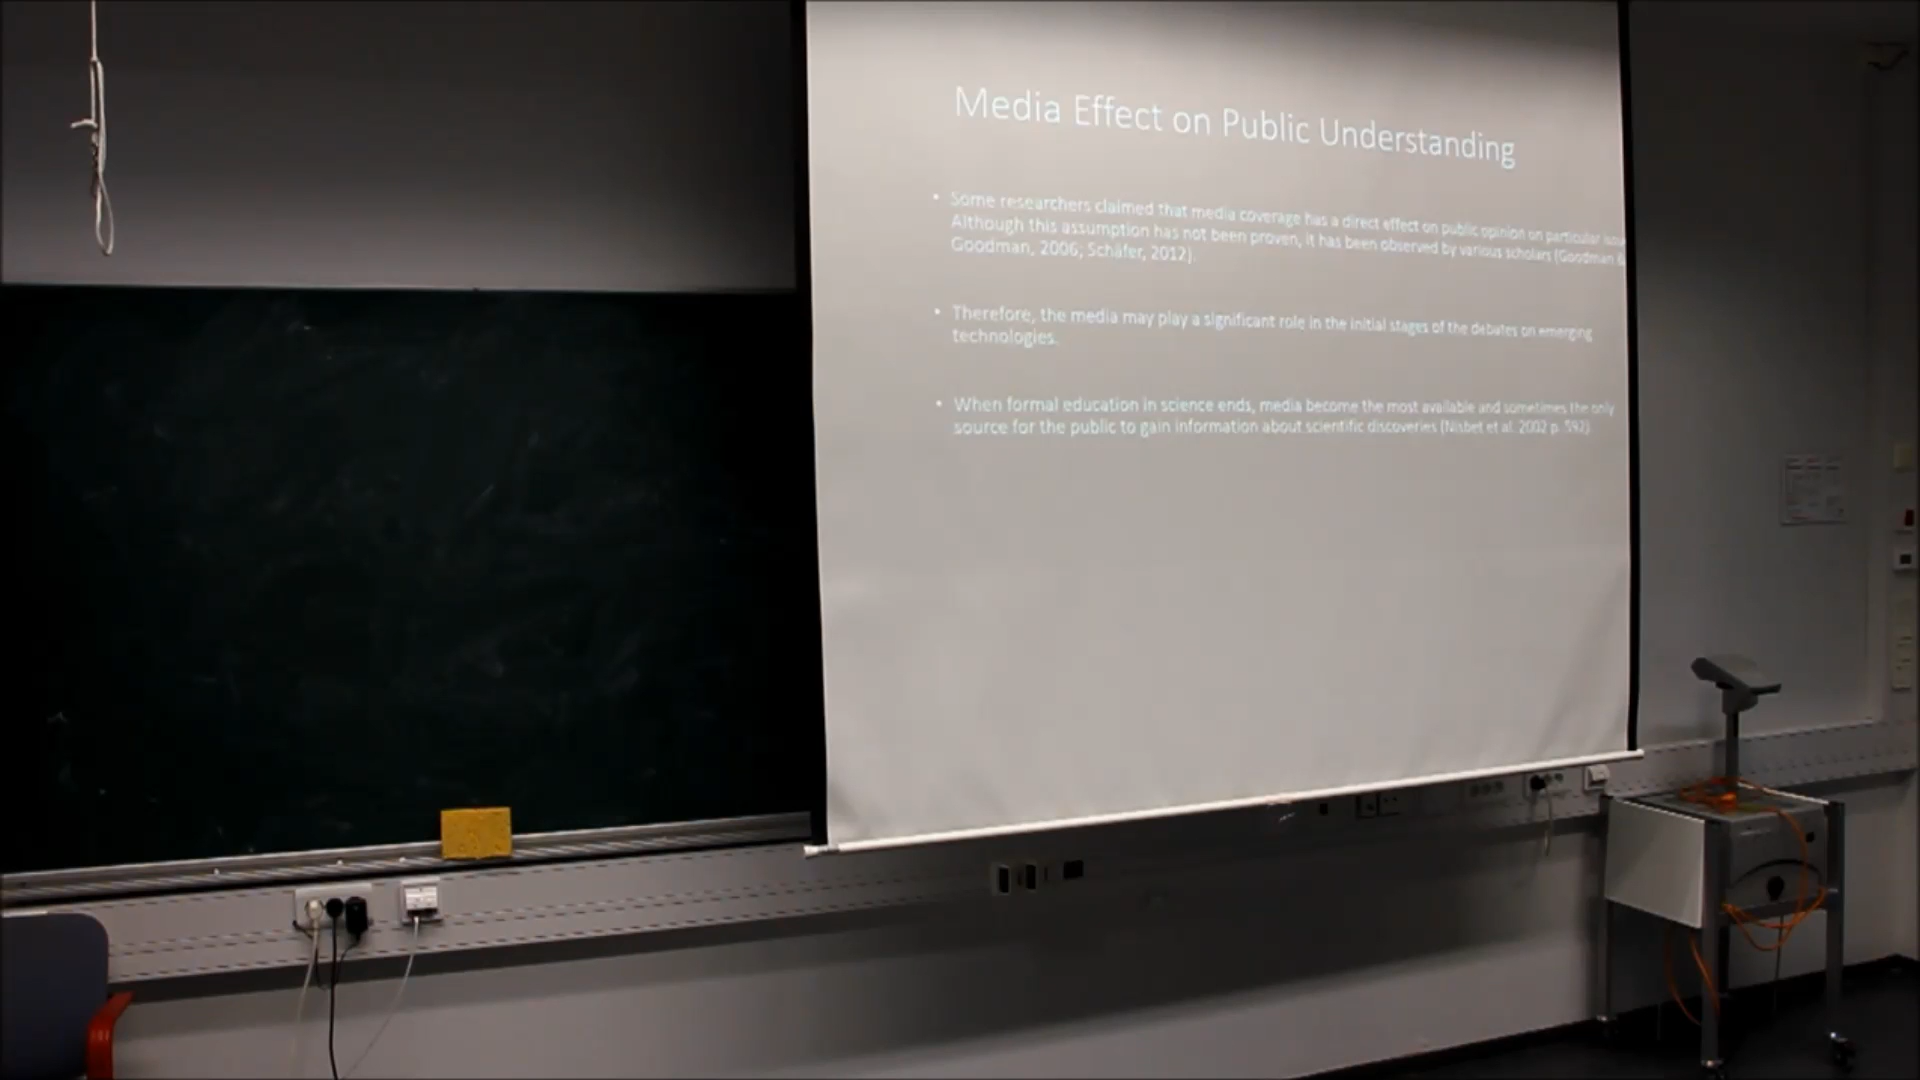 Media Effect on Public Understanding
• Some researchers claimed that media coverage has a direct effect on public opinion on particular
Although this assumption has not been proven, it has been observed by various scholars (Goodman &
Goodman, 2006; Schäfer, 2012).
• Therefore, the media may play a significant role in the initial stages of the debates on emerging
technologies.
• When formal education in science ends, media become the most available and sometimes the only
source for the public to gain information about scientific discoveries (Nisbet et al. 2002 p. 592)